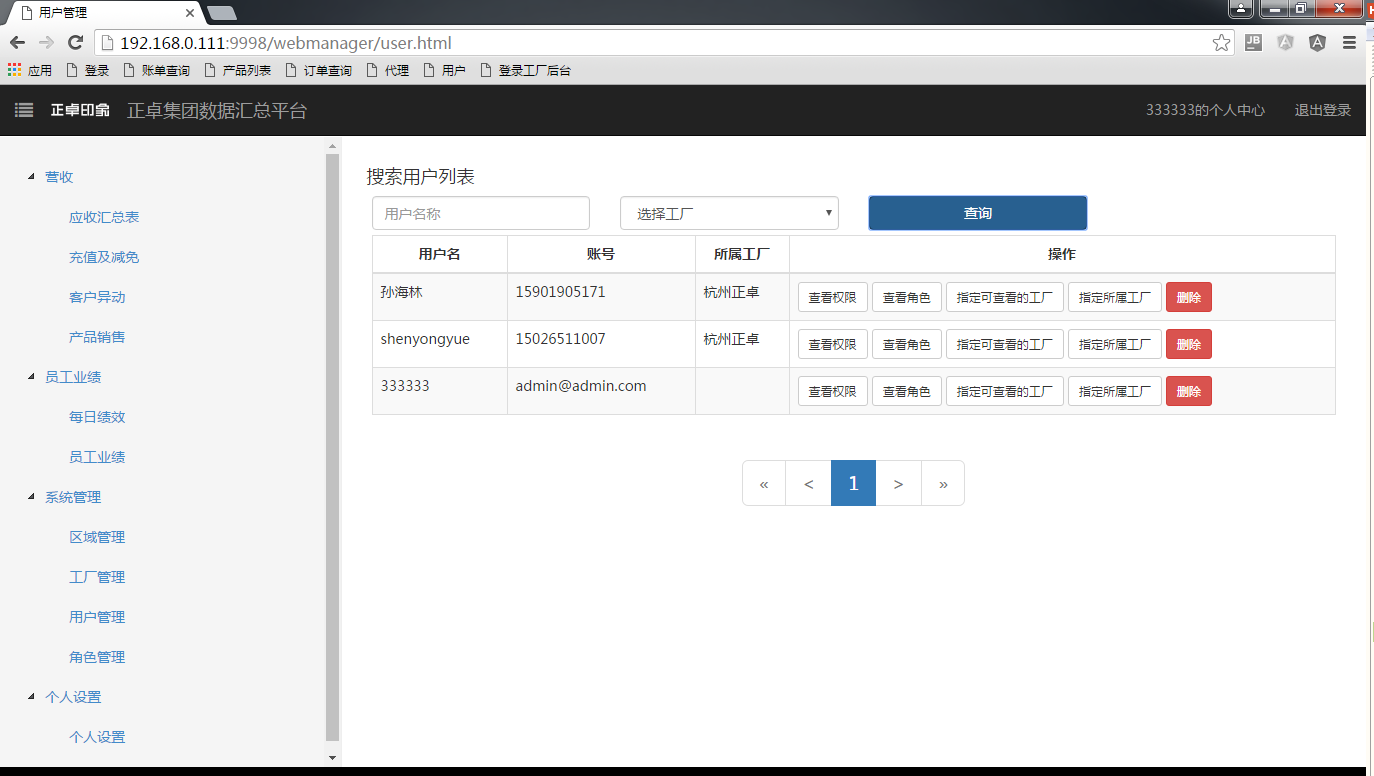 用户管理
192.168.0.111:9998/webmanager/user.html
应用 登录 账单查询 产品列表 订单查询 代理 用户 登录工厂后台
正卓印象 正卓集团数据汇总平台 333333的个人中心 退出登录
营收
应收汇总表
充值及减免
客户异动
产品销售
员工业绩
每日绩效
员工业绩
系统管理
区域管理
工厂管理
用户管理
角色管理
个人设置
个人设置
搜索用户列表
用户名称 选择工厂 查询
用户名 账号 所属工厂 操作
孙海林 15901905171 杭州正卓 查看权限 查看角色 指定可查看的工厂 指定所属工厂 删除
shenyongyue 15026511007 杭州正卓 查看权限 查看角色 指定可查看的工厂 指定所属工厂 删除
333333 admin@admin.com 查看权限 查看角色 指定可查看的工厂 指定所属工厂 删除
« < 1 > »